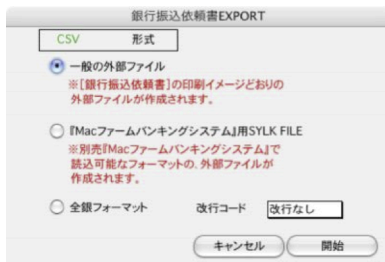 銀行振込依頼書EXPORT
CSV 形式
一般の外部ファイル
※[銀行振込依頼書]の印刷イメージどおりの
外部ファイルが作成されます。
『Macファームバンキングシステム』用SYLK FILE
※別売『Macファームバンキングシステム』で
読込可能なフォーマットの、外部ファイルが
作成されます。
全銀フォーマット 改行コード 改行なし
キャンセル 開始